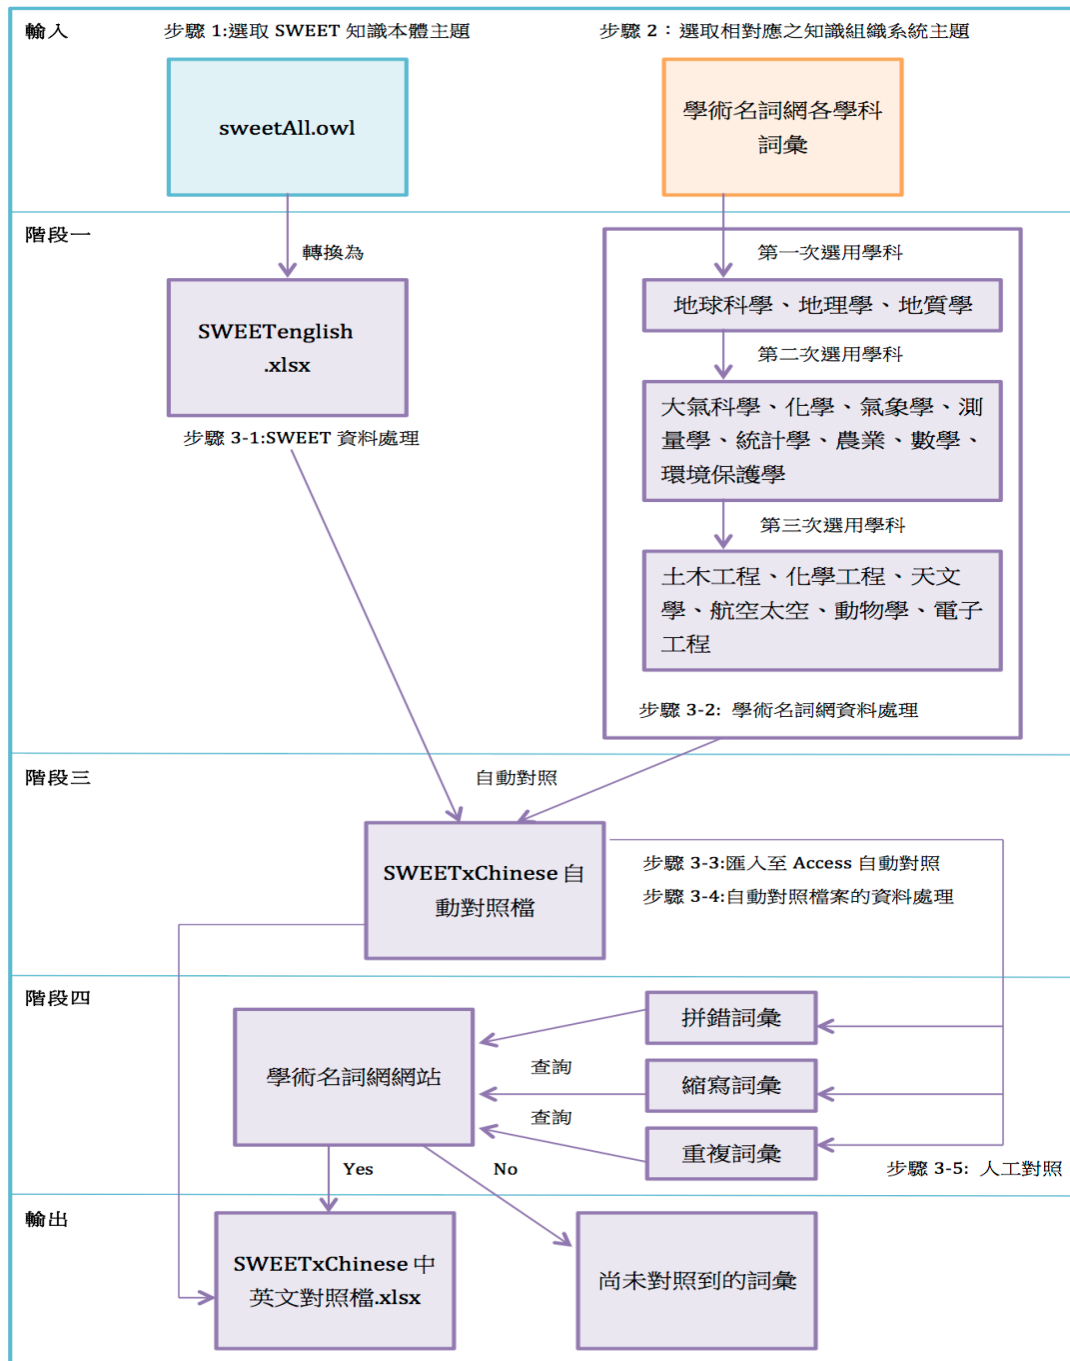 輸入
步驟 1:選取 SWEET 知識本體主題
步驟 2：選取相對應之知識組織系統主題
sweetAll.owl
學術名詞網各學科
詞彙
階段一
轉換為
第一次選用學科
SWEETenglish
.xlsx
地球科學、地理學、地質學
第二次選用學科
大氣科學、化學、氣象學、測
量學、統計學、農業、數學、
環境保護學
步驟 3-1:SWEET 資料處理
第三次選用學科
土木工程、化學工程、天文
學、航空太空、動物學、電子
工程
步驟 3-2: 學術名詞網資料處理
階段三
自動對照
SWEETxChinese 自
動對照檔
步驟 3-3:匯入至 Access 自動對照
步驟 3-4:自動對照檔案的資料處理
階段四
拼錯詞彙
學術名詞網網站
查詢
縮寫詞彙
查詢
重複詞彙
Yes
No
步驟 3-5: 人工對照
輸出
SWEETxChinese 中
英文對照檔.xlsx
尚未對照到的詞彙